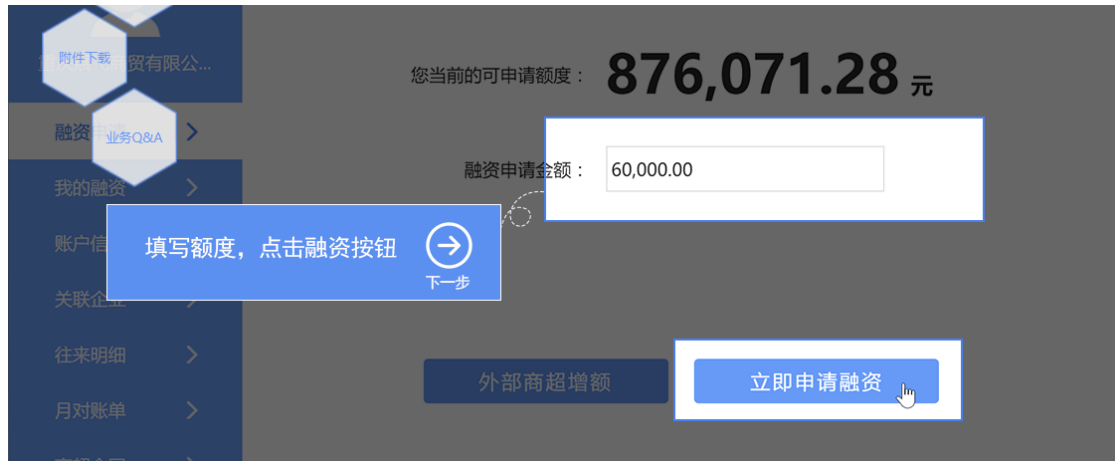 附件下载
贸有限公...
业务Q&A
融资
我的融资
账户信
关联企业
往来明细
月对账单
您当前的可申请额度： 876,071.28 元
融资申请金额： 60,000.00
填写额度，点击融资按钮
下一步
外部商超增额
立即申请融资